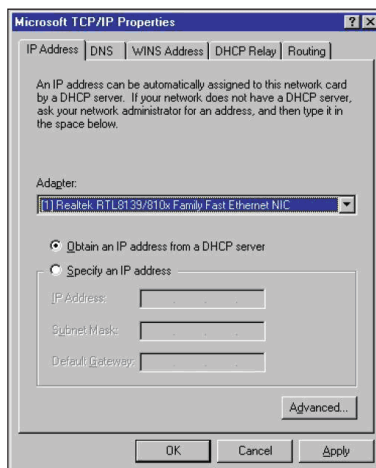 Microsoft TCP/IP Properties
IP Address DNS WINS Address DHCP Relay Routing
An IP address can be automatically assigned to this network card
by a DHCP server. If your network does not have a DHCP server,
ask your network administrator for an address, and then type it in
the space below.
Adapter:
[1] Realtek RTL8139/810x Family Fast Ethernet NIC
Obtain an IP address from a DHCP server
Specify an IP address
IP Address:
Subnet Mask:
Default Gateway:
Advanced...
OK Cancel Apply